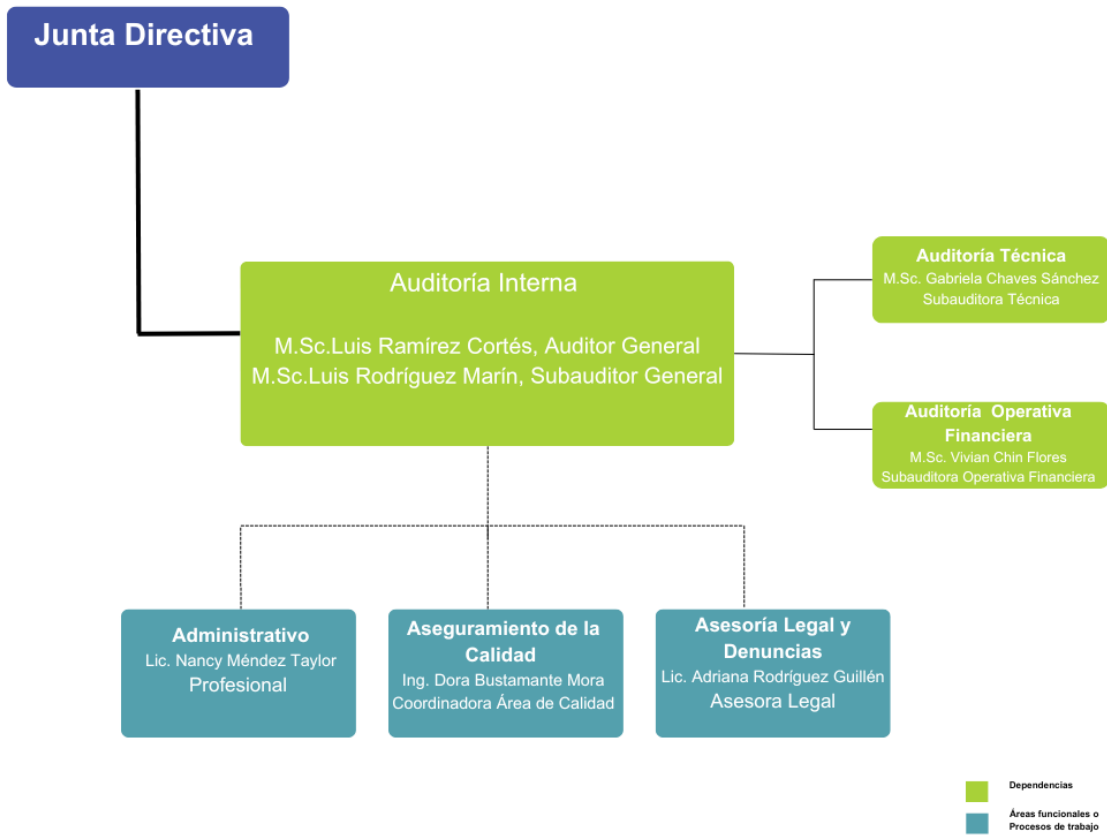 Junta Directiva
Auditoría Interna
M.Sc.Luis Ramírez Cortés, Auditor General
M.Sc.Luis Rodríguez Marín, Subauditor General
Auditoría Técnica
M.Sc. Gabriela Chaves Sánchez
Subauditora Técnica
Auditoría  Operativa
Financiera
M.Sc. Vivian Chin Flores
Subauditora Operativa Financiera
Administrativo
Lic. Nancy Méndez Taylor
Profesional
Aseguramiento de la
Calidad
Ing. Dora Bustamante Mora
Coordinadora Área de Calidad
Asesoría Legal y
Denuncias
Lic. Adriana Rodríguez Guillén
Asesora Legal
Dependencias
Áreas funcionales o
Procesos de trabajo